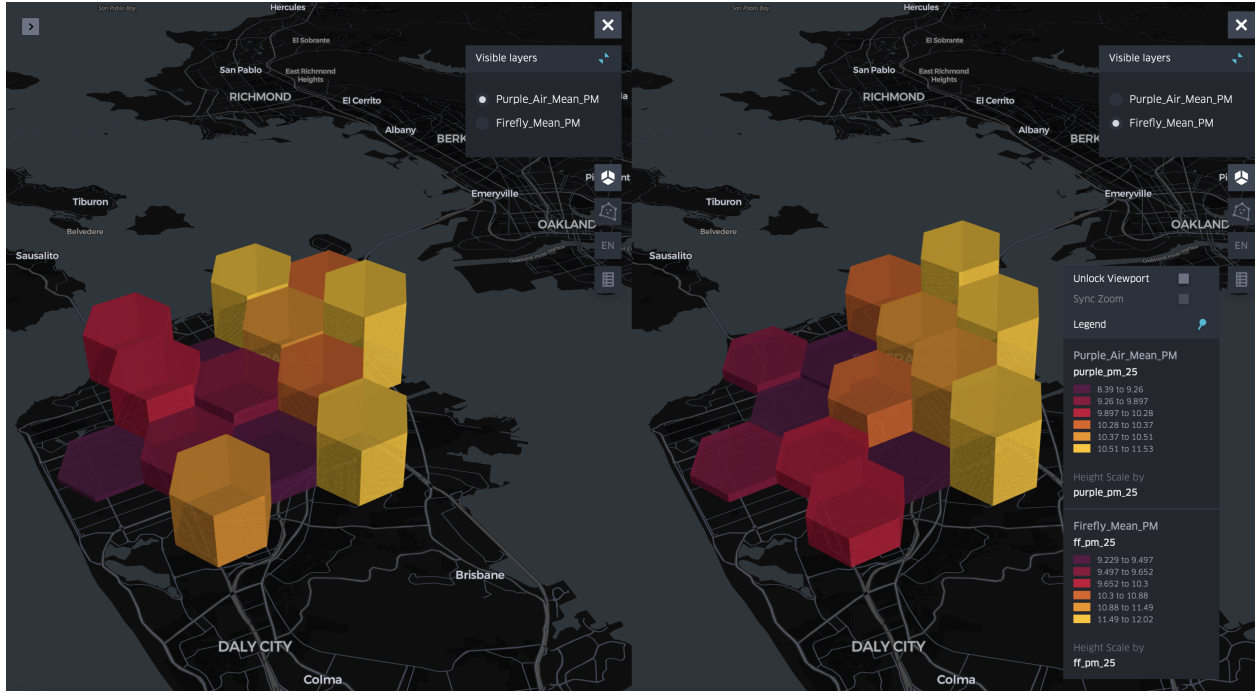 San Pablo Bay
Hercules
El Sobrante
San Pablo
East Richmond
Heights
RICHMOND
El Cerrito
Albany
BERK
Emeryville
OAKLAND
Tiburon
Belvedere
Sausalito
Brisbane
DALY CITY
Colma
Visible layers
Purple_Air_Mean_PM
Firefly_Mean_PM
EN
San Pablo Bay
Hercules
El Sobrante
San Pablo
East Richmond
Heights
RICHMOND
El Cerrito
Albany
BERK
Emeryville
OAKLAND
Tiburon
Belvedere
Sausalito
DALY CITY
Colma
Visible layers
Purple_Air_Mean_PM
Firefly_Mean_PM
EN
Unlock Viewport
Sync Zoom
Legend
Purple_Air_Mean_PM
purple_pm_25
8.39 to 9.26
9.26 to 9.897
9.897 to 10.28
10.28 to 10.37
10.37 to 10.51
10.51 to 11.53
Height Scale by
purple_pm_25
Firefly_Mean_PM
ff_pm_25
9.229 to 9.497
9.497 to 9.652
9.652 to 10.3
10.3 to 10.88
10.88 to 11.49
11.49 to 12.02
Height Scale by
ff_pm_25